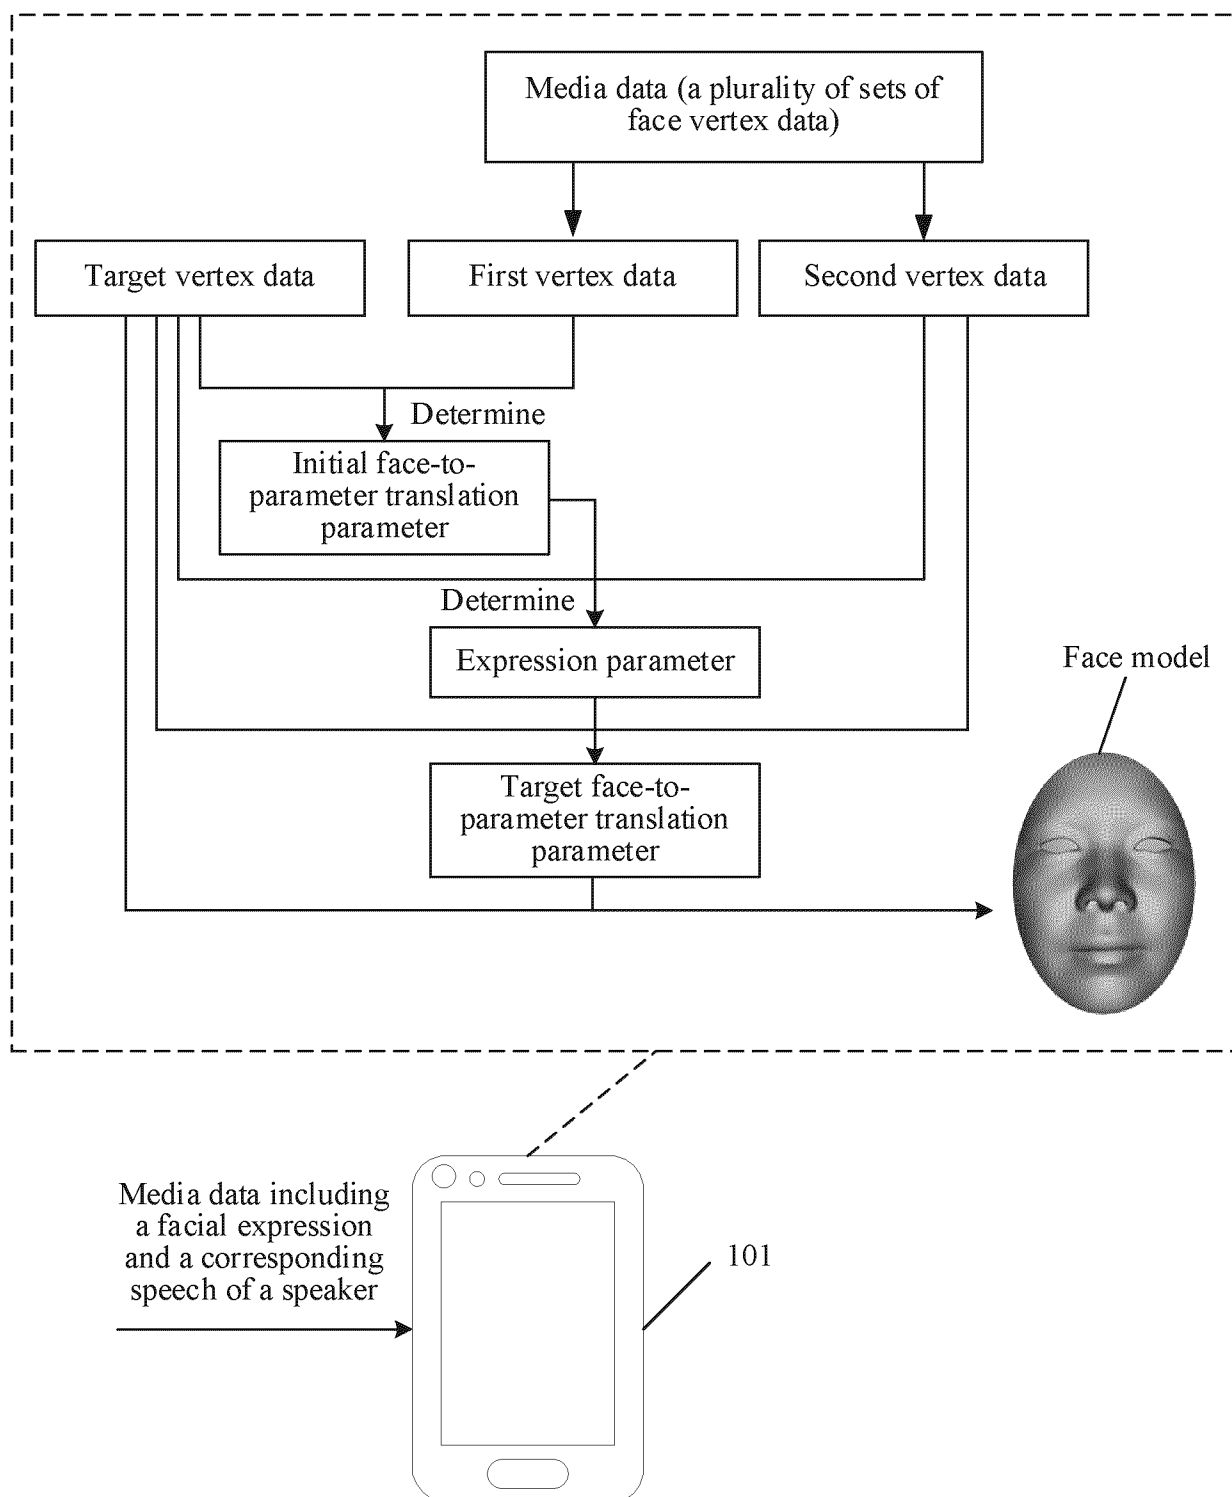 Media data (a plurality of sets of
face vertex data)
Target vertex data
First vertex data
Second vertex data
Determine
Initial face-to-
parameter translation
parameter
Determine
Expression parameter
Face model
Target face-to-
parameter translation
parameter
Media data including
a facial expression
and a corresponding
speech of a speaker
101